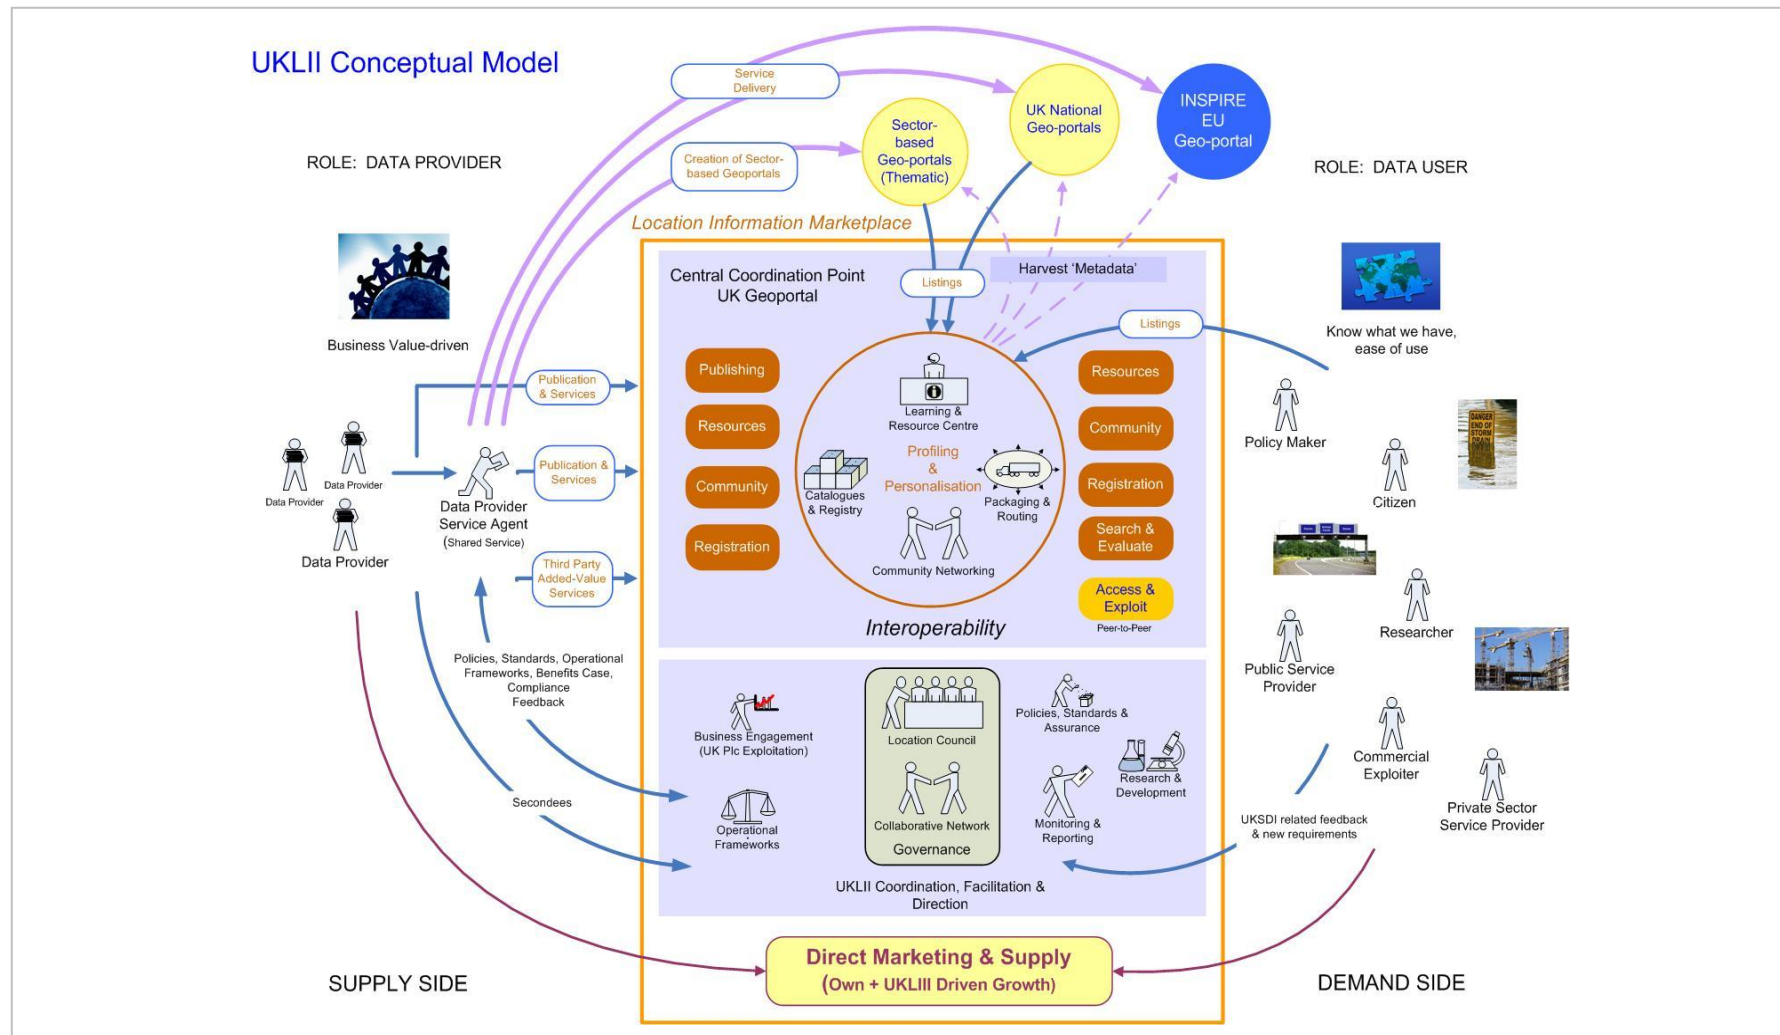 UKLII Conceptual Model
Service
Delivery
Creation of Sector-
based Geoportals
Sector-
based
Geo-portals
(Thematic)
UK National
Geo-portals
INSPIRE
EU
Geo-portal
ROLE: DATA PROVIDER
ROLE: DATA USER
Location Information Marketplace
Business Value-driven
Central Coordination Point
UK Geoportal
Listings
Harvest 'Metadata'
Listings
Know what we have,
ease of use
Publication
& Services
Publication &
Services
Third Party
Added-Value
Services
Data Provider
Data Provider
Data Provider
Data Provider
Service Agent
(Shared Service)
Publishing
Resources
Community
Registration
Learning &
Resource Centre
Profiling
&
Personalisation
Catalogues
& Registry
Packaging &
Routing
Community Networking
Interoperability
Resources
Community
Registration
Search &
Evaluate
Access &
Exploit
Peer-to-Peer
Policy Maker
DANGER
END OF
STORM
DRAIN
Citizen
Researcher
Public Service
Provider
Commercial
Exploiter
Private Sector
Service Provider
Policies, Standards, Operational
Frameworks, Benefits Case,
Compliance
Feedback
Secondees
Business Engagement
(UK Plc Exploitation)
Operational
Frameworks
Location Council
Collaborative Network
Governance
Policies, Standards &
Assurance
Research &
Development
Monitoring &
Reporting
UKLII Coordination, Facilitation &
Direction
UKSDI related feedback
& new requirements
Direct Marketing & Supply
(Own + UKLIII Driven Growth)
SUPPLY SIDE
DEMAND SIDE